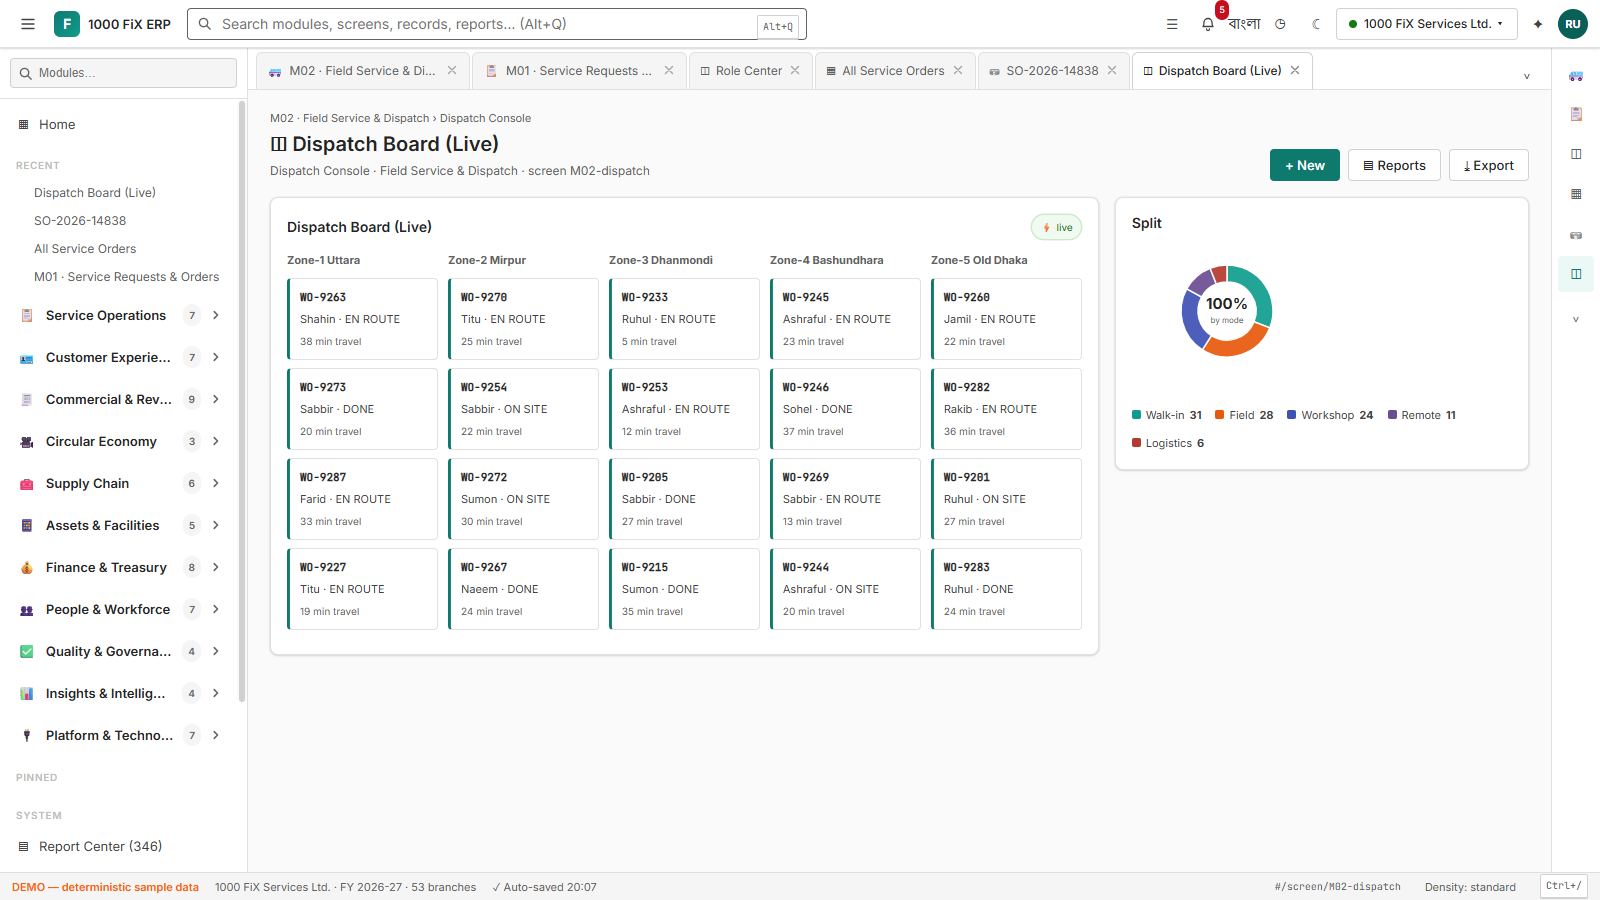 F 1000 FiX ERP
Search modules, screens, records, reports... (Alt+Q)
Alt+Q
5
বাংলা
1000 FiX Services Ltd.
RU
Modules...
Home
RECENT
Dispatch Board (Live)
SO-2026-14838
All Service Orders
M01 · Service Requests & Orders
Service Operations 7
Customer Experie... 7
Commercial & Rev... 9
Circular Economy 3
Supply Chain 6
Assets & Facilities 5
Finance & Treasury 8
People & Workforce 7
Quality & Governa... 4
Insights & Intellig... 4
Platform & Techno... 7
PINNED
SYSTEM
Report Center (346)
M02 · Field Service & Di...
M01 · Service Requests ...
Role Center
All Service Orders
SO-2026-14838
Dispatch Board (Live)
M02 · Field Service & Dispatch › Dispatch Console
Dispatch Board (Live)
Dispatch Console · Field Service & Dispatch · screen M02-dispatch
+ New
Reports
Export
Dispatch Board (Live)
live
Zone-1 Uttara
WO-9263
Shahin · EN ROUTE
38 min travel
WO-9273
Sabbir · DONE
20 min travel
WO-9287
Farid · EN ROUTE
33 min travel
WO-9227
Titu · EN ROUTE
19 min travel
Zone-2 Mirpur
WO-9270
Titu · EN ROUTE
25 min travel
WO-9254
Sabbir · ON SITE
22 min travel
WO-9272
Sumon · ON SITE
30 min travel
WO-9267
Naeem · DONE
24 min travel
Zone-3 Dhanmondi
WO-9233
Ruhul · EN ROUTE
5 min travel
WO-9253
Ashraful · EN ROUTE
12 min travel
WO-9205
Sabbir · DONE
27 min travel
WO-9215
Sumon · DONE
35 min travel
Zone-4 Bashundhara
WO-9245
Ashraful · EN ROUTE
23 min travel
WO-9246
Sohel · DONE
37 min travel
WO-9269
Sabbir · EN ROUTE
13 min travel
WO-9244
Ashraful · ON SITE
20 min travel
Zone-5 Old Dhaka
WO-9260
Jamil · EN ROUTE
22 min travel
WO-9282
Rakib · EN ROUTE
36 min travel
WO-9201
Ruhul · ON SITE
27 min travel
WO-9283
Ruhul · DONE
24 min travel
Split
100%
by mode
Walk-in 31
Field 28
Workshop 24
Remote 11
Logistics 6
DEMO — deterministic sample data
1000 FiX Services Ltd. · FY 2026-27 · 53 branches
✓ Auto-saved 20:07
#/screen/M02-dispatch
Density: standard
Ctrl+/